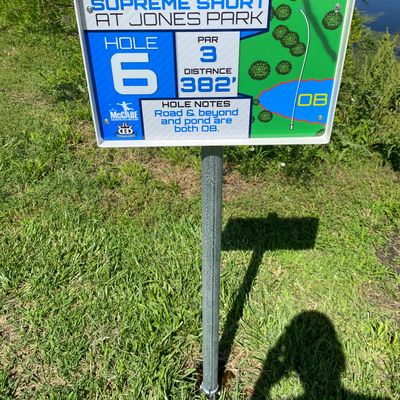 SUPREME SHORT
AT JONES PARK
HOLE
6
PAR
3
DISTANCE
382'
HOLE NOTES
Road & beyond
and pond are
both OB.
McCABE
OB